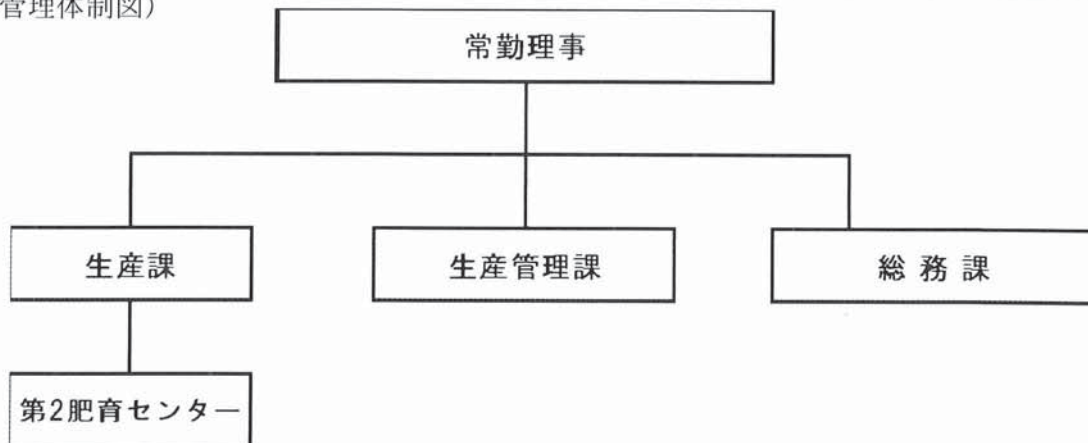 管理体制図)
常勤理事
生産課
生産管理課
総務課
第2肥育センター